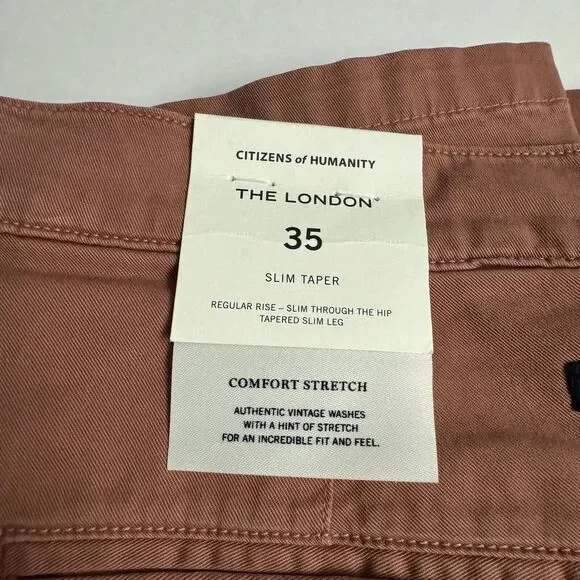 CITIZENS of HUMANITY
THE LONDON
35
SLIM TAPER
REGULAR RISE – SLIM THROUGH THE HIP
TAPERED SLIM LEG
COMFORT STRETCH
AUTHENTIC VINTAGE WASHES
WITH A HINT OF STRETCH
FOR AN INCREDIBLE FIT AND FEEL.